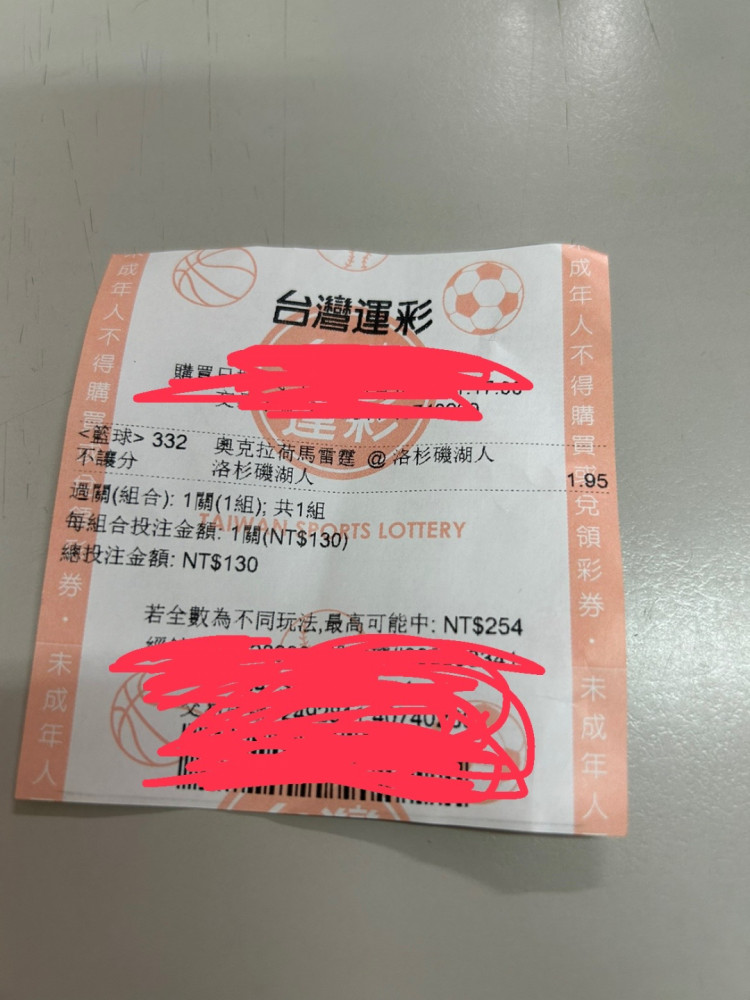 台灣運彩
購買日
<籃球> 332 奧克拉荷馬雷霆 @ 洛杉磯湖人
不讓分 洛杉磯湖人 1.95
過關(組合): 1關(1組); 共1組
每組合投注金額: 1關(NT$130)
TAIWAN SPORTS LOTTERY
總投注金額: NT$130
若全數為不同玩法,最高可能中: NT$254
未成年人不得購買或兌領彩券・未成年人
成年人不得購買或兌領彩券・未成年人